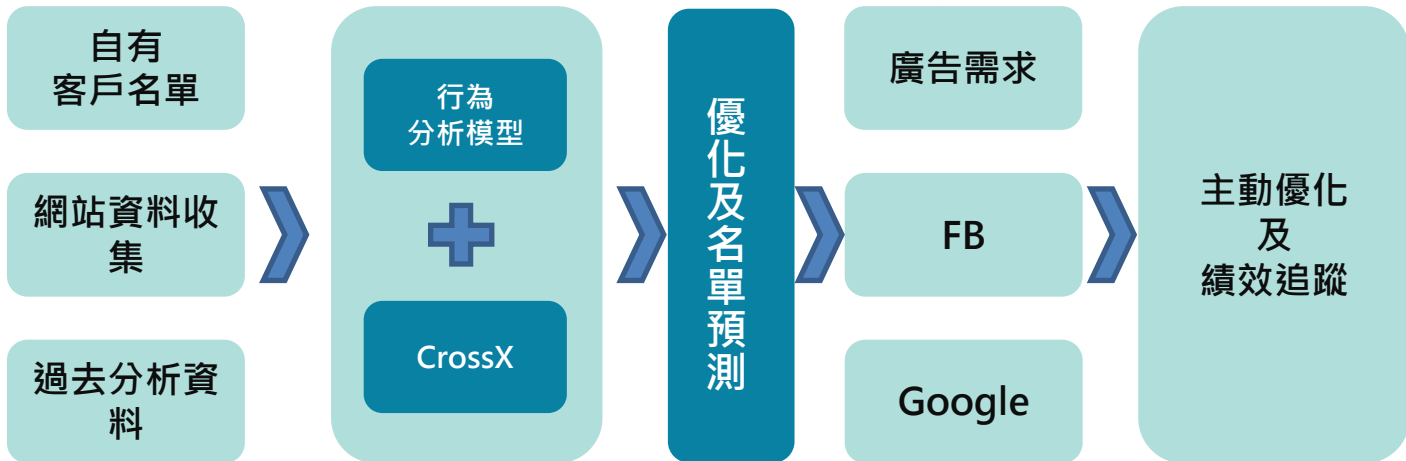 自有
客戶名單
網站資料收
集
過去分析資
料
行為
分析模型
CrossX
優化及名單預測
廣告需求
FB
Google
主動優化
及
績效追蹤